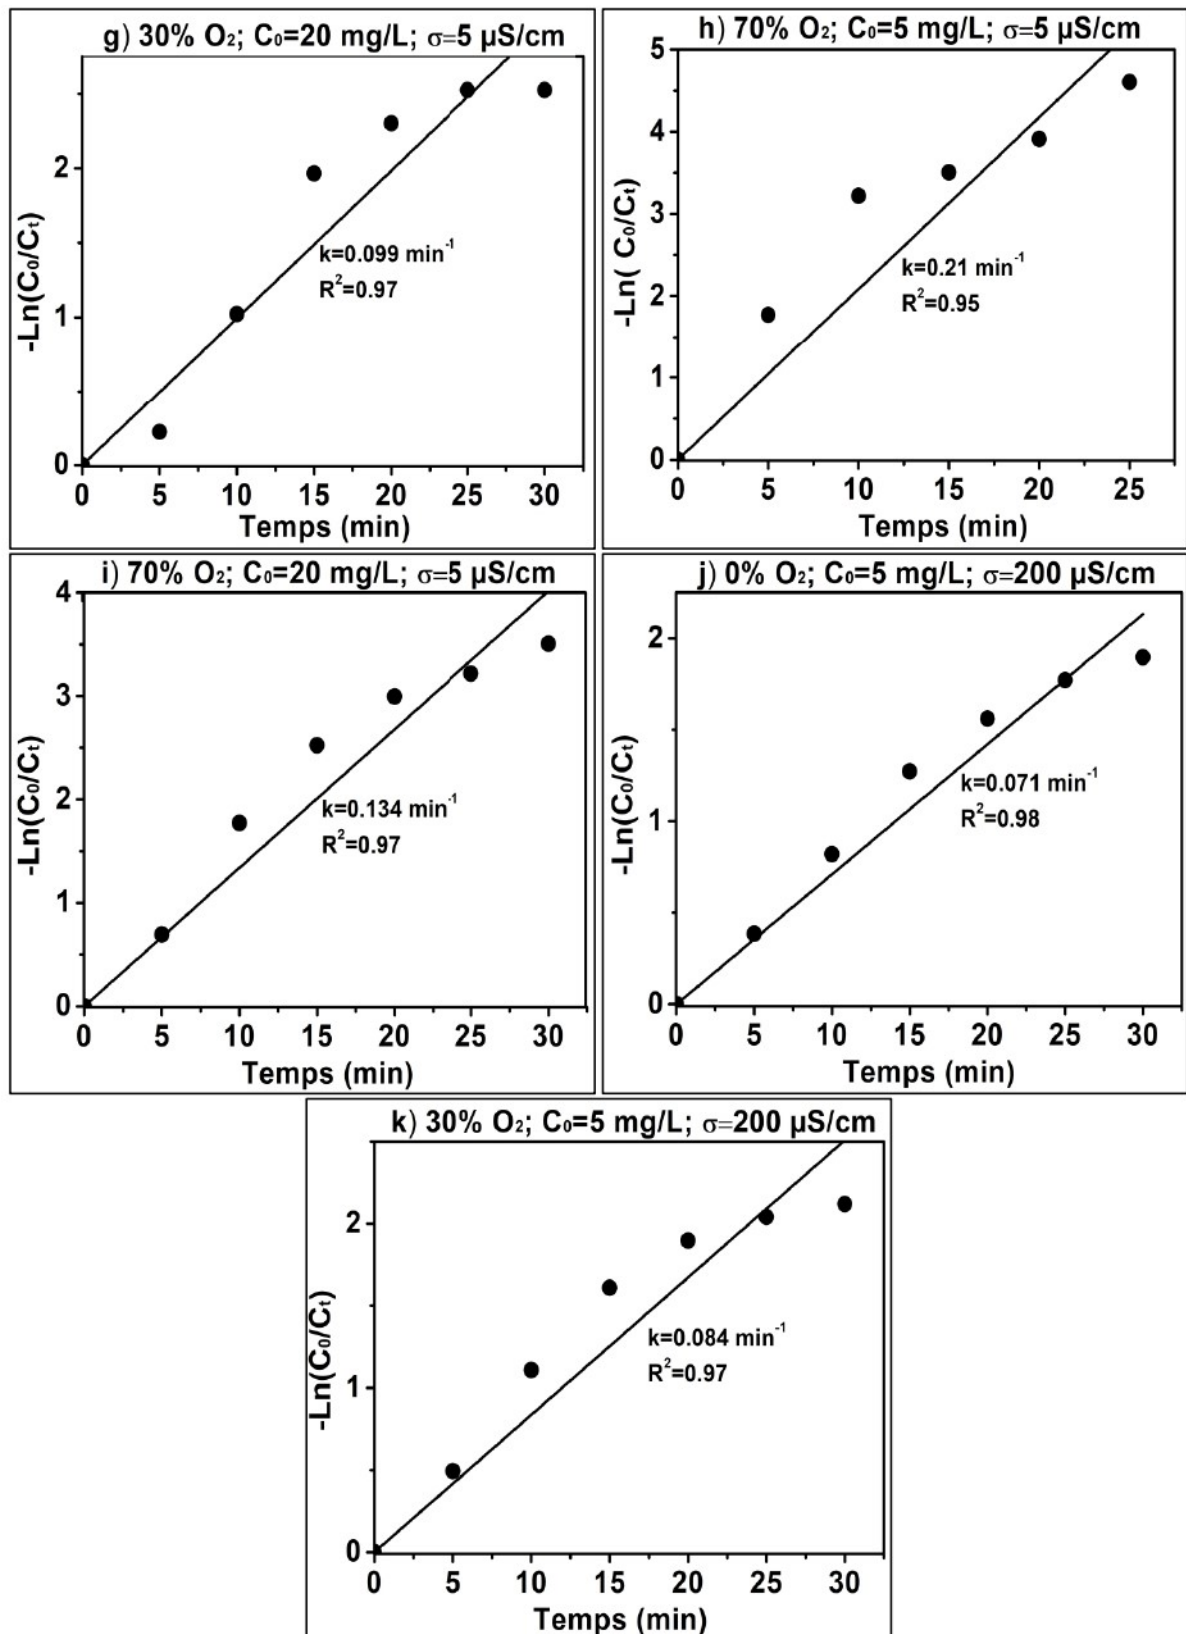 g) 30% O₂; C₀=20 mg/L; σ=5 µS/cm
-Ln(C₀/Cₜ)
2
1
0
k=0.099 min⁻¹
R²=0.97
0 5 10 15 20 25 30
Temps (min)
h) 70% O₂; C₀=5 mg/L; σ=5 µS/cm
-Ln( C₀/Cₜ)
5
4
3
2
1
0
k=0.21 min⁻¹
R²=0.95
0 5 10 15 20 25
Temps (min)
i) 70% O₂; C₀=20 mg/L; σ=5 µS/cm
-Ln(C₀/Cₜ)
4
3
2
1
0
k=0.134 min⁻¹
R²=0.97
0 5 10 15 20 25 30
Temps (min)
j) 0% O₂; C₀=5 mg/L; σ=200 µS/cm
-Ln(C₀/Cₜ)
2
1
0
k=0.071 min⁻¹
R²=0.98
0 5 10 15 20 25 30
Temps (min)
k) 30% O₂; C₀=5 mg/L; σ=200 µS/cm
-Ln(C₀/Cₜ)
2
1
0
k=0.084 min⁻¹
R²=0.97
0 5 10 15 20 25 30
Temps (min)